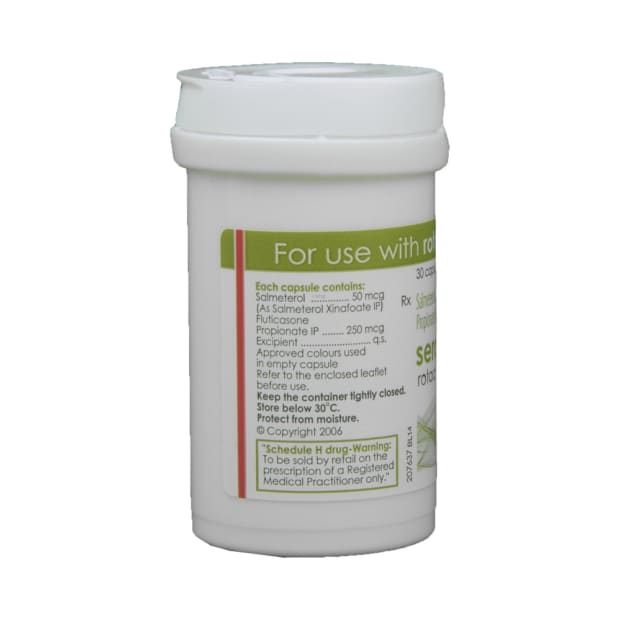 For use with
30
Each capsule contains:
Salmeterol ............... 50 mcg
(As Salmeterol Xinafoate IP)
Fluticasone
Propionate IP ........ 250 mcg
Excipient .......................... q.s.
Approved colours used
in empty capsule
Refer to the enclosed leaflet
before use.
Keep the container tightly closed.
Store below 30°C.
Protect from moisture.
© Copyright 2006
"Schedule H drug-Warning:
To be sold by retail on the
prescription of a Registered
Medical Practitioner only."
Rx
207637 BL14